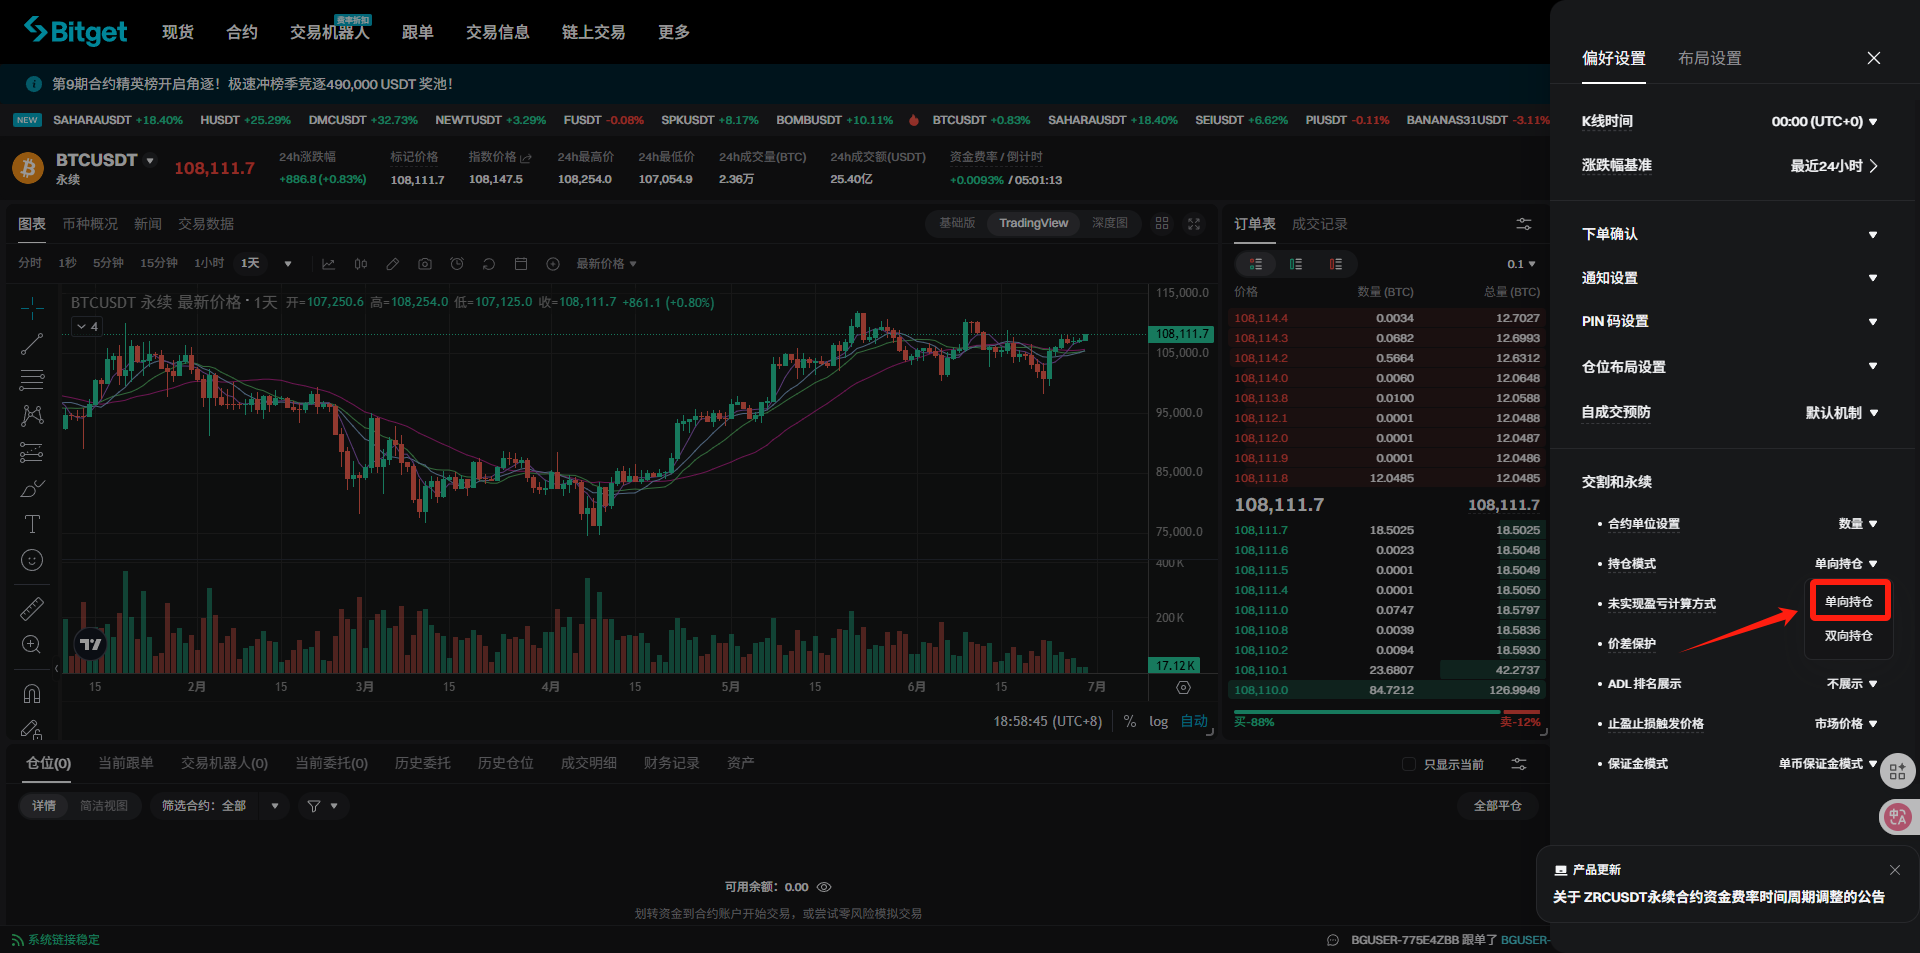 Bitget 现货 合约 交易机器人 费率折扣 跟单 交易信息 链上交易 更多
第9期合约精英榜开启角逐！极速冲榜季竞逐490,000 USDT 奖池！
NEW SAHARAUSDT +18.40% HUSDT +25.29% DMCUSDT +32.73% NEWTUSDT +3.29% FUSDT -0.08% SPKUSDT +8.17% BOMBUSDT +10.11% BTCUSDT +0.83% SAHARAUSDT +18.40% SEIUSDT +6.62% PIUSDT -0.11% BANANAS31USDT -3.11%
BTCUSDT 108,111.7 24h涨跌幅 标记价格 指数价格 24h最高价 24h最低价 24h成交量(BTC) 24h成交额(USDT) 资金费率 / 倒计时
永续 +886.8 (+0.83%) 108,111.7 108,147.5 108,254.0 107,054.9 2.36万 25.40亿 +0.0093% / 05:01:13
图表 币种概况 新闻 交易数据 基础版 TradingView 深度图
分时 1秒 5分钟 15分钟 1小时 1天 最新价格
BTCUSDT 永续 最新价格 · 1天 开=107,250.6 高=108,254.0 低=107,125.0 收=108,111.7 +861.1 (+0.80%)
4
115,000.0
108,111.7
105,000.0
95,000.0
85,000.0
75,000.0
400 K
200 K
17.12 K
15 2月 15 3月 15 4月 15 5月 15 6月 15 7月
18:58:45 (UTC+8) % log 自动
订单表 成交记录
0.1
价格 数量 (BTC) 总量 (BTC)
108,114.4 0.0034 12.7027
108,114.3 0.0682 12.6993
108,114.2 0.5664 12.6312
108,114.0 0.0060 12.0648
108,113.8 0.0100 12.0588
108,112.1 0.0001 12.0488
108,112.0 0.0001 12.0487
108,111.9 0.0001 12.0486
108,111.8 12.0485 12.0485
108,111.7 108,111.7
108,111.7 18.5025 18.5025
108,111.6 0.0023 18.5048
108,111.5 0.0001 18.5049
108,111.4 0.0001 18.5050
108,111.0 0.0747 18.5797
108,110.8 0.0039 18.5836
108,110.2 0.0094 18.5930
108,110.1 23.6807 42.2737
108,110.0 84.7212 126.9949
买-88% 卖-12%
仓位(0) 当前跟单 交易机器人(0) 当前委托(0) 历史委托 历史仓位 成交明细 财务记录 资产 只显示当前
详情 简洁视图 筛选合约：全部 全部平仓
可用余额：0.00
划转资金到合约账户开始交易，或尝试零风险模拟交易
系统链接稳定 BGUSER-775E4ZBB 跟单了 BGUSER-
偏好设置 布局设置
K线时间 00:00 (UTC+0)
涨跌幅基准 最近24小时
下单确认
通知设置
PIN 码设置
仓位布局设置
自成交预防 默认机制
交割和永续
• 合约单位设置 数量
• 持仓模式 单向持仓
单向持仓
• 未实现盈亏计算方式
双向持仓
• 价差保护
• ADL 排名展示 不展示
• 止盈止损触发价格 市场价格
• 保证金模式 单币保证金模式
产品更新
关于 ZRCUSDT永续合约资金费率时间周期调整的公告